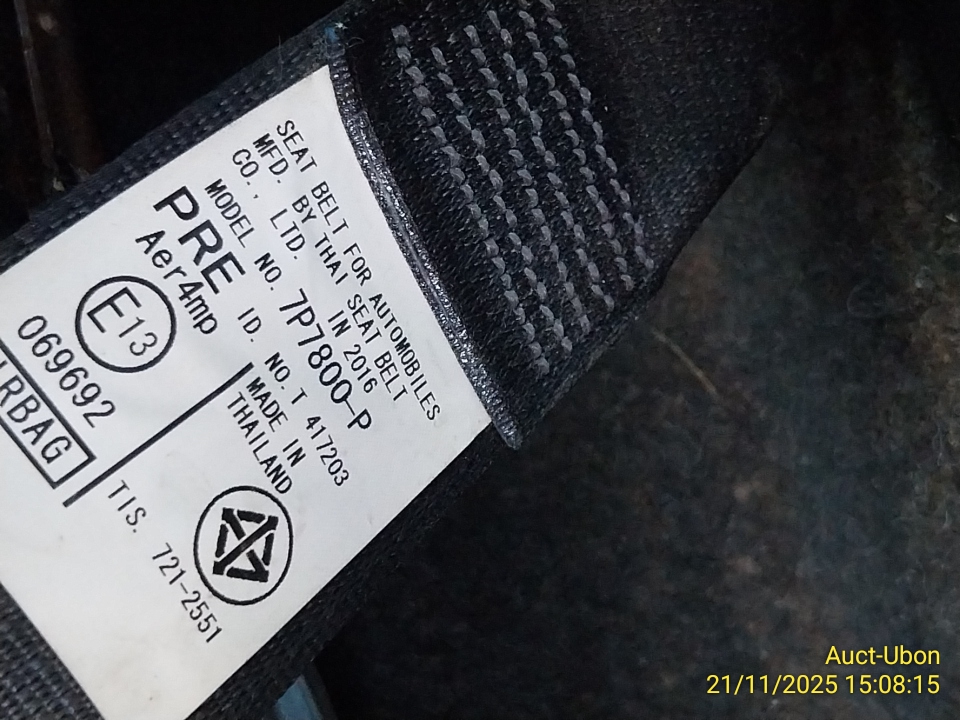 SEAT BELT FOR AUTOMOBILES
MFD. BY THAI SEAT BELT
CO., LTD. IN 2016
MODEL NO. 7P7800-P
PRE ID. NO. T 417203
Aer4mp
MADE IN
THAILAND
E13
069692
TIS. 721-2551
Auct-Ubon
21/11/2025 15:08:15